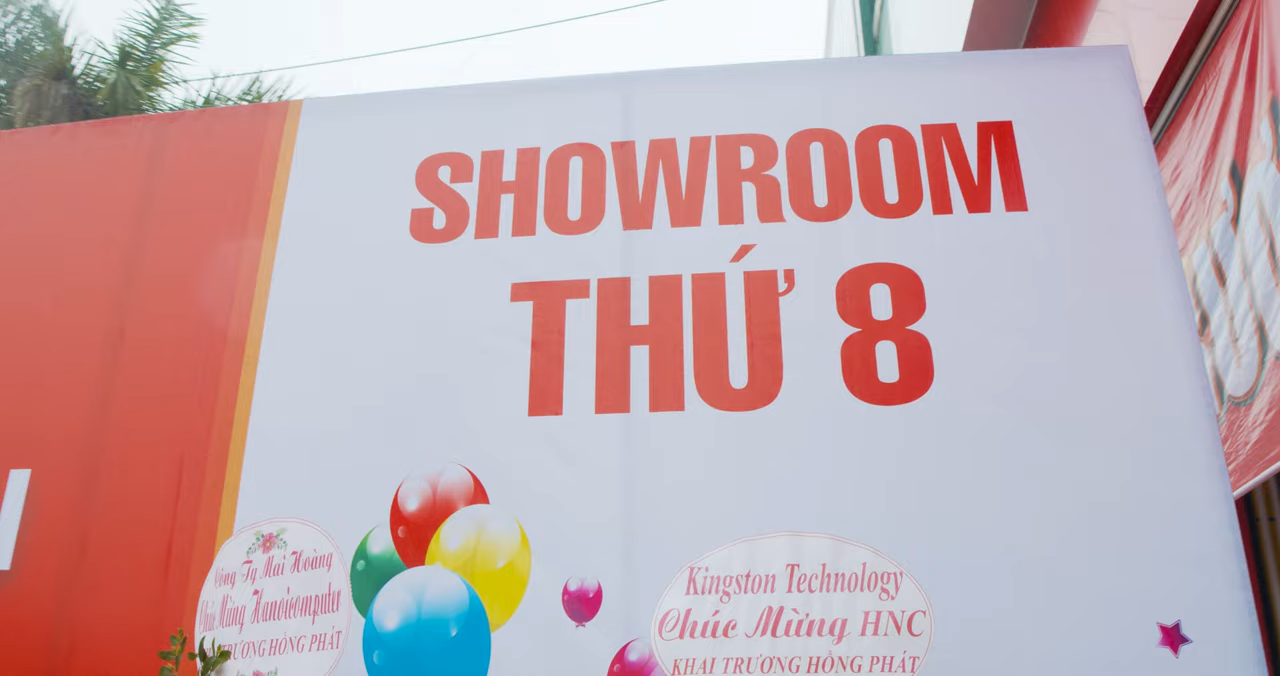 SHOWROOM
THỨ 8
Công Ty Mai Hoàng
Chúc Mừng Hanoicomputer
TRƯƠNG HỒNG PHÁT
Kingston Technology
Chúc Mừng HNC
KHAI TRƯƠNG HỒNG PHÁT